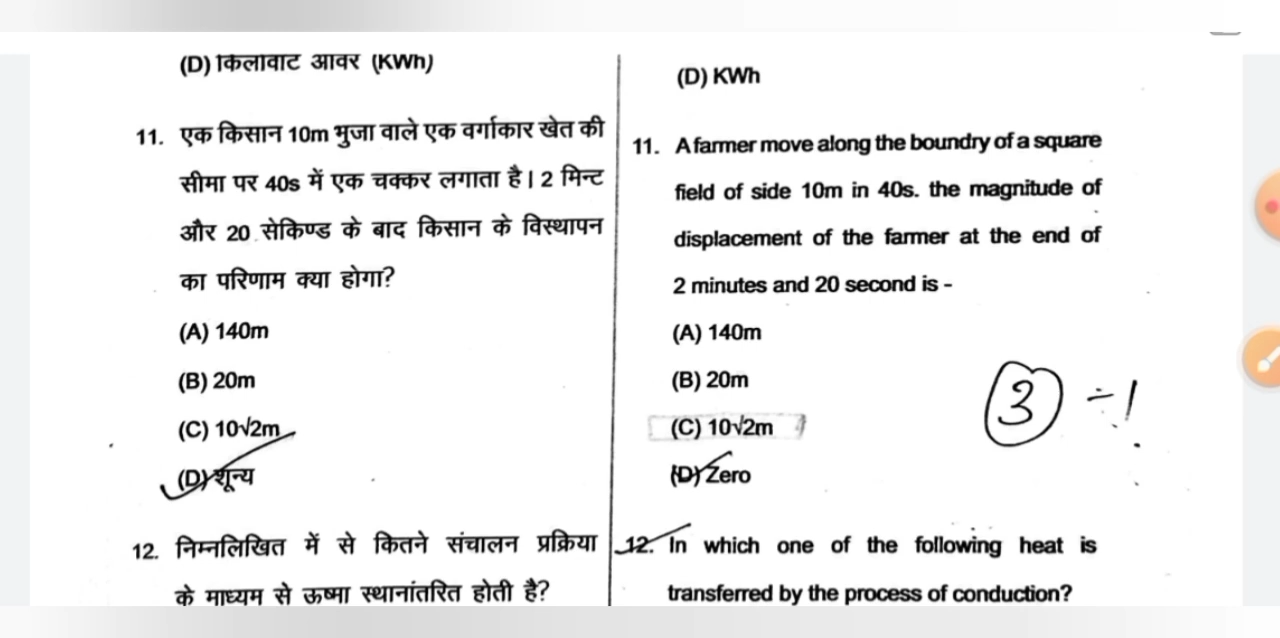 (D) किलोवाट आवर (KWh)
11. एक किसान 10m भुजा वाले एक वर्गाकार खेत की
सीमा पर 40s में एक चक्कर लगाता है। 2 मिन्ट
और 20 सेकिण्ड के बाद किसान के विस्थापन
का परिणाम क्या होगा?
(A) 140m
(B) 20m
(C) 10√2m
(D) शून्य
12. निम्नलिखित में से कितने संचालन प्रक्रिया
के माध्यम से ऊष्मा स्थानांतरित होती है?
(D) KWh
11. A farmer move along the boundry of a square
field of side 10m in 40s. the magnitude of
displacement of the farmer at the end of
2 minutes and 20 second is -
(A) 140m
(B) 20m
(C) 10√2m
(D) Zero
3 ÷ 1
12. In which one of the following heat is
transferred by the process of conduction?